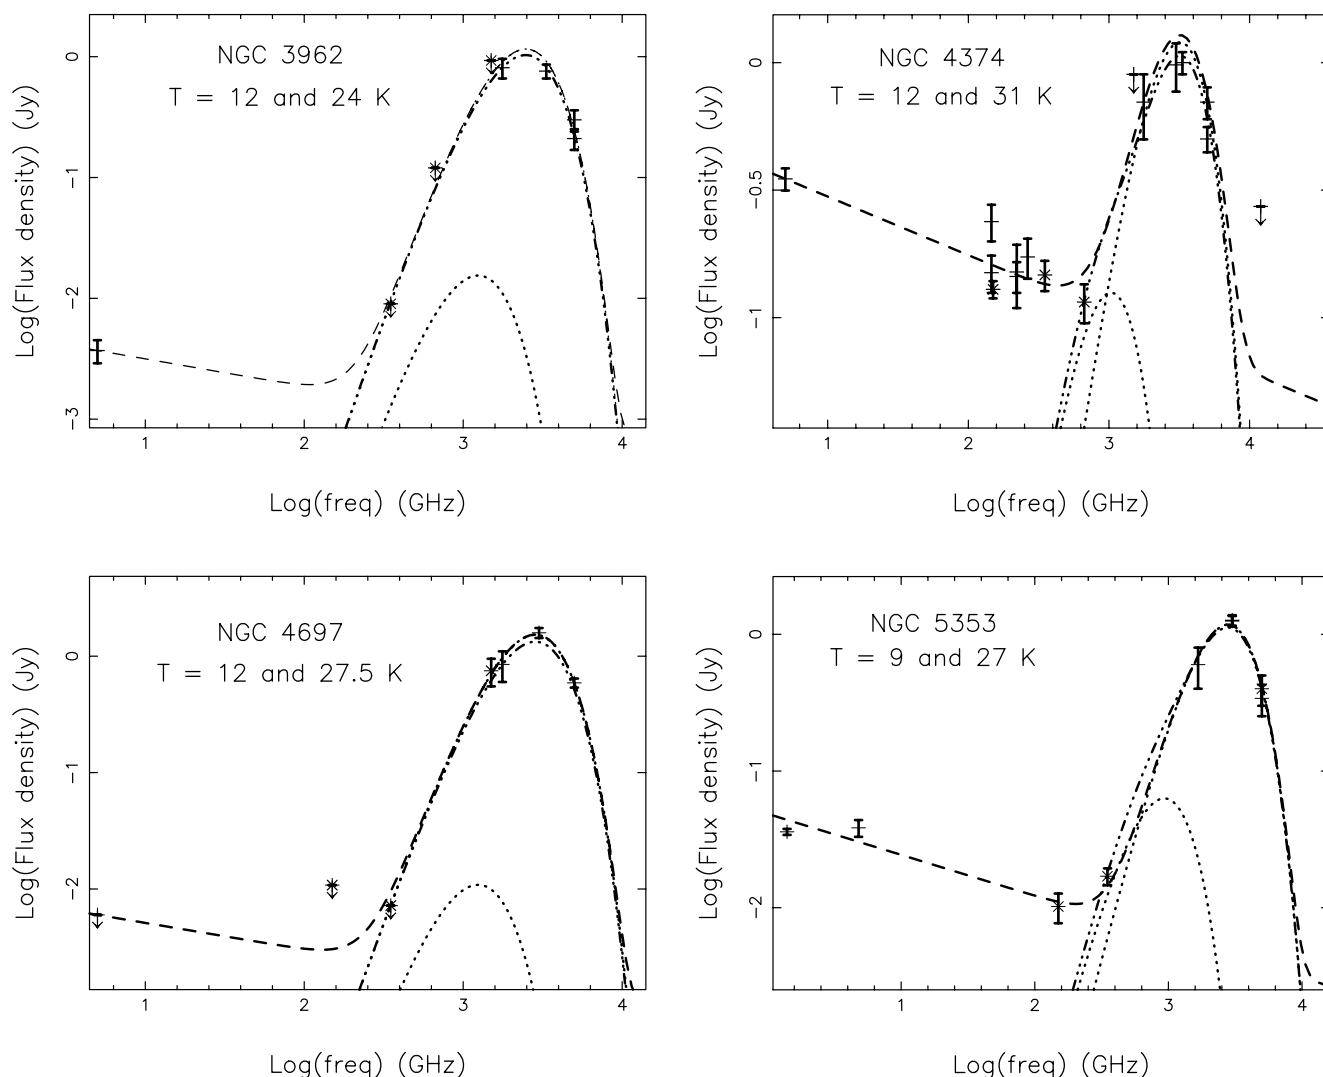 NGC 3962
T = 12 and 24 K
Log(Flux density) (Jy)
0
−1
−2
−3
1
2
3
4
Log(freq) (GHz)
NGC 4374
T = 12 and 31 K
Log(Flux density) (Jy)
0
−0.5
−1
1
2
3
4
Log(freq) (GHz)
NGC 4697
T = 12 and 27.5 K
Log(Flux density) (Jy)
0
−1
−2
1
2
3
4
Log(freq) (GHz)
NGC 5353
T = 9 and 27 K
Log(Flux density) (Jy)
0
−1
−2
1
2
3
4
Log(freq) (GHz)